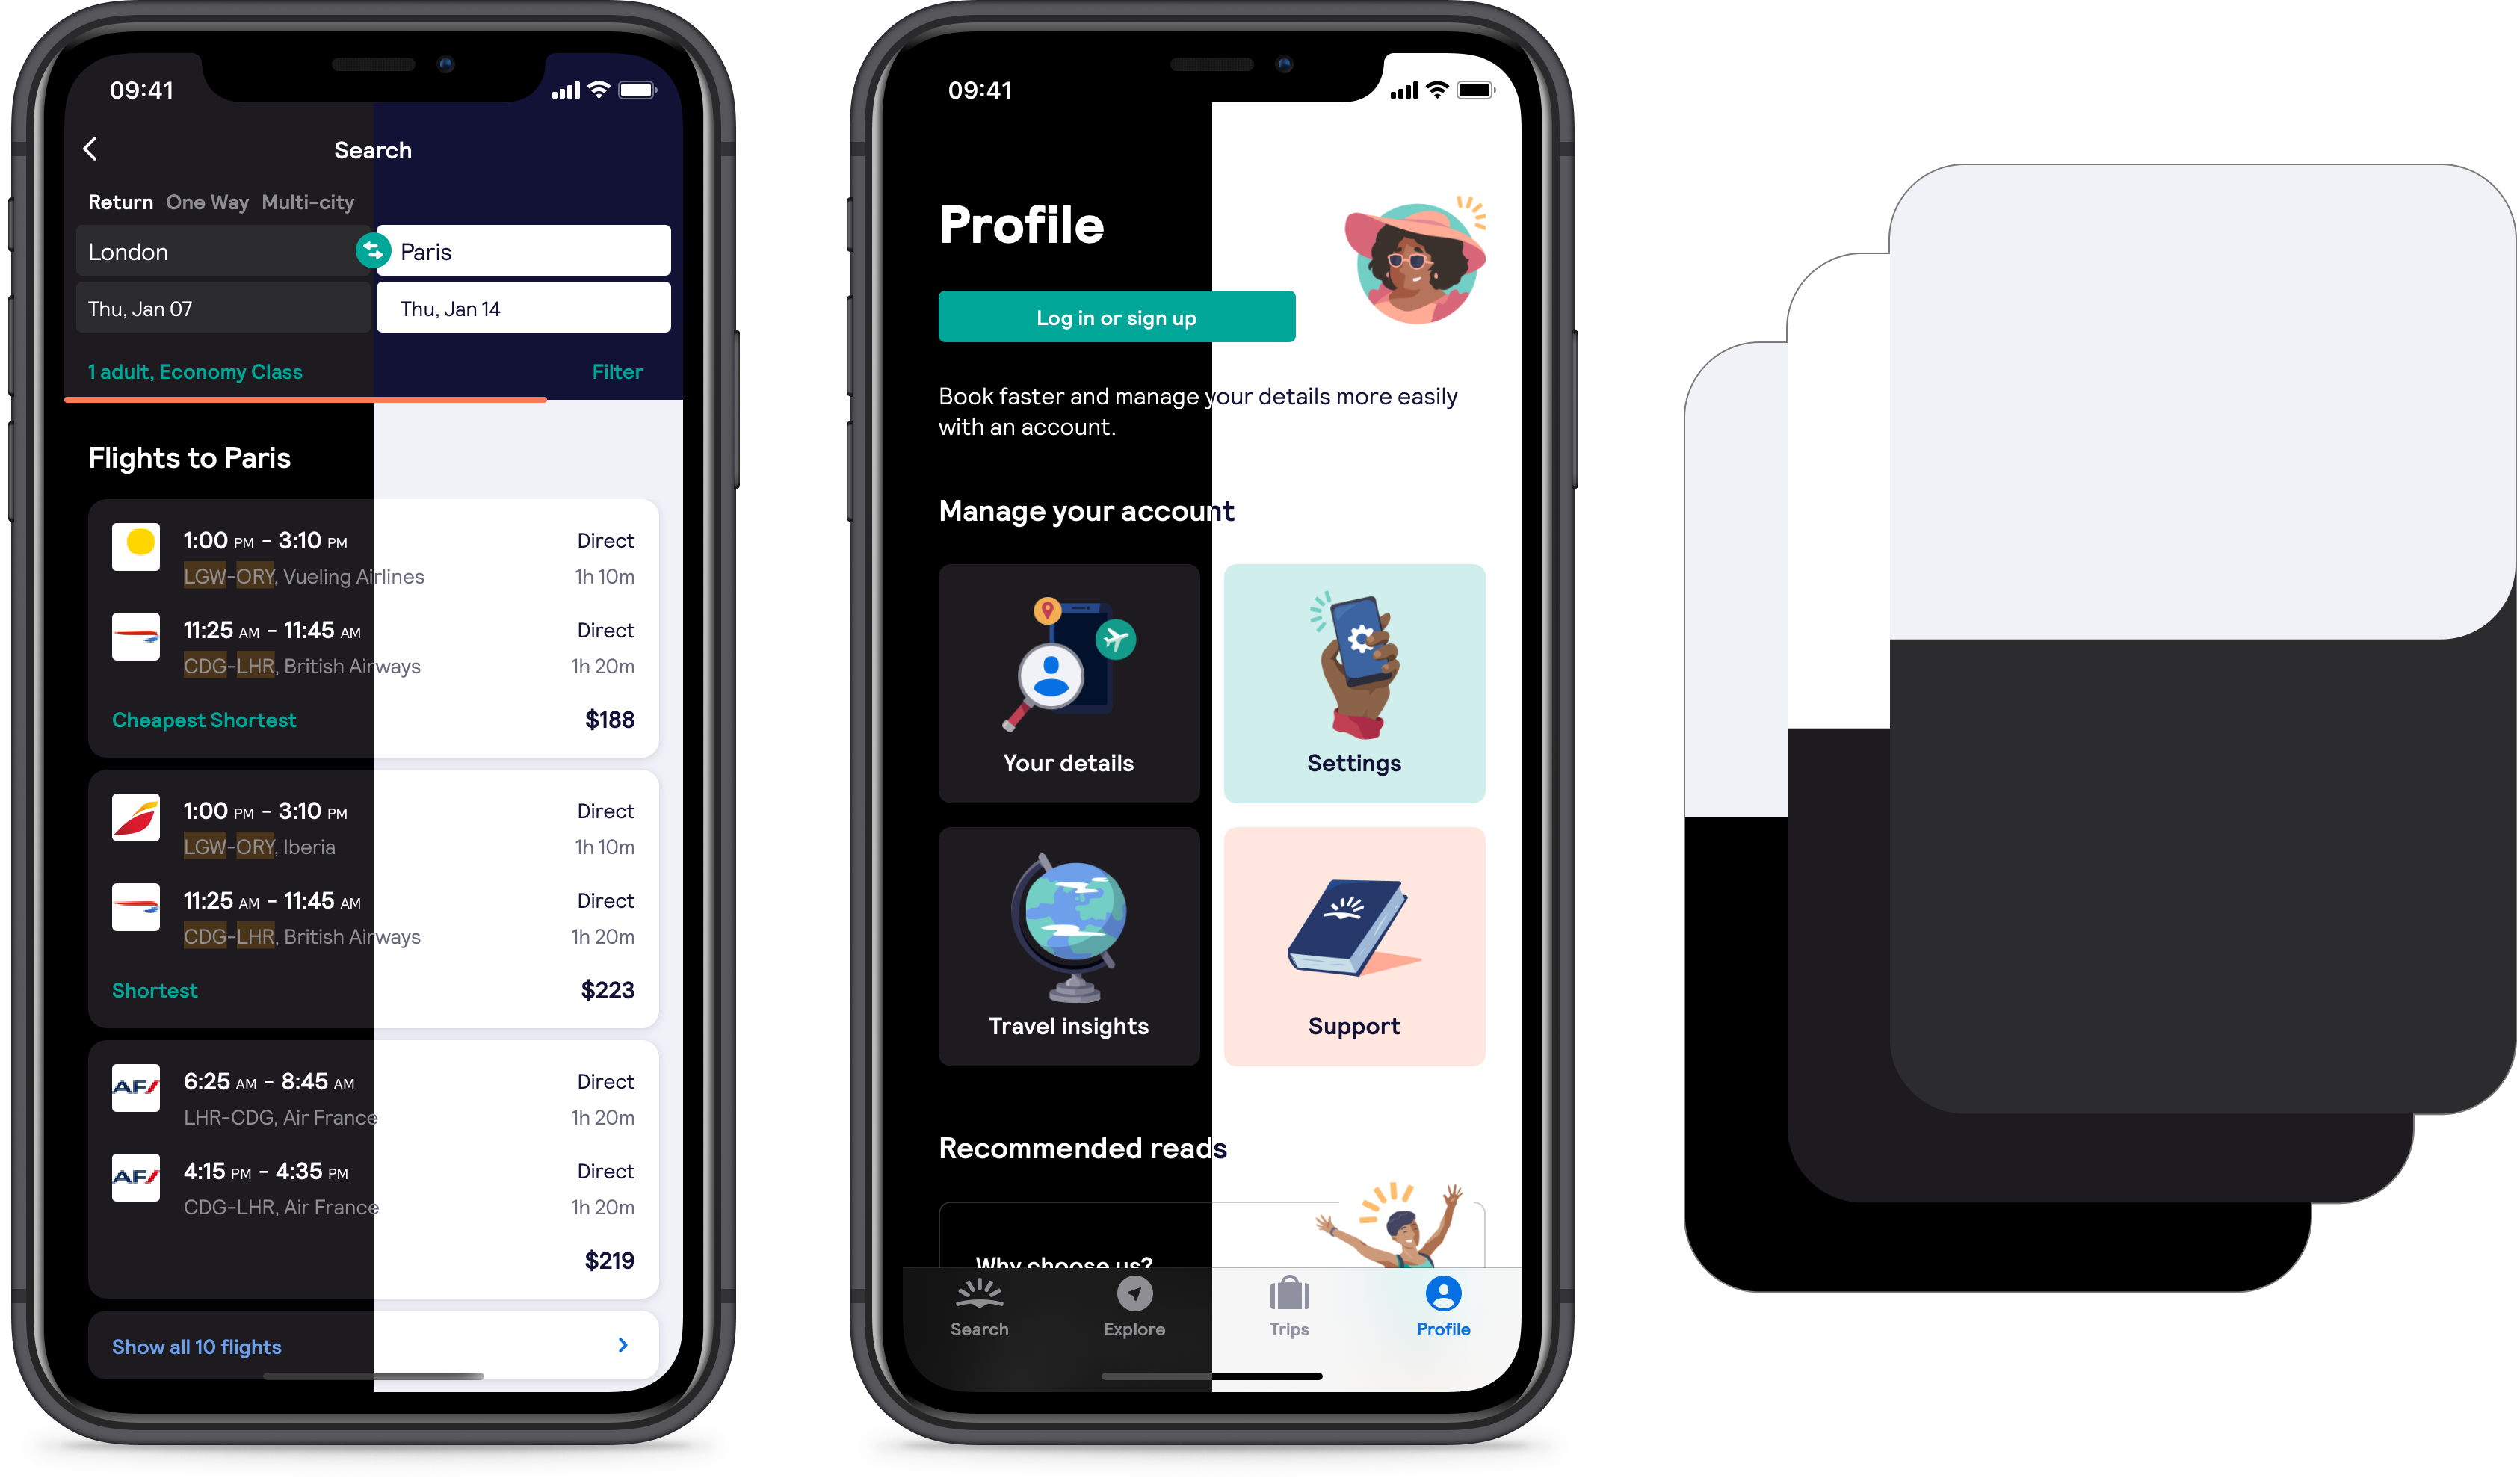 09:41
Search
Return One Way Multi-city
London Paris
Thu, Jan 07 Thu, Jan 14
1 adult, Economy Class Filter
Flights to Paris
1:00 PM - 3:10 PM Direct
LGW-ORY, Vueling Airlines 1h 10m
11:25 AM - 11:45 AM Direct
CDG-LHR, British Airways 1h 20m
Cheapest Shortest $188
1:00 PM - 3:10 PM Direct
LGW-ORY, Iberia 1h 10m
11:25 AM - 11:45 AM Direct
CDG-LHR, British Airways 1h 20m
Shortest $223
AF 6:25 AM - 8:45 AM Direct
LHR-CDG, Air France 1h 20m
AF 4:15 PM - 4:35 PM Direct
CDG-LHR, Air France 1h 20m
$219
Show all 10 flights
09:41
Profile
Log in or sign up
Book faster and manage your details more easily
with an account.
Manage your account
Your details Settings
Travel insights Support
Recommended reads
Why choose us?
Search Explore Trips Profile